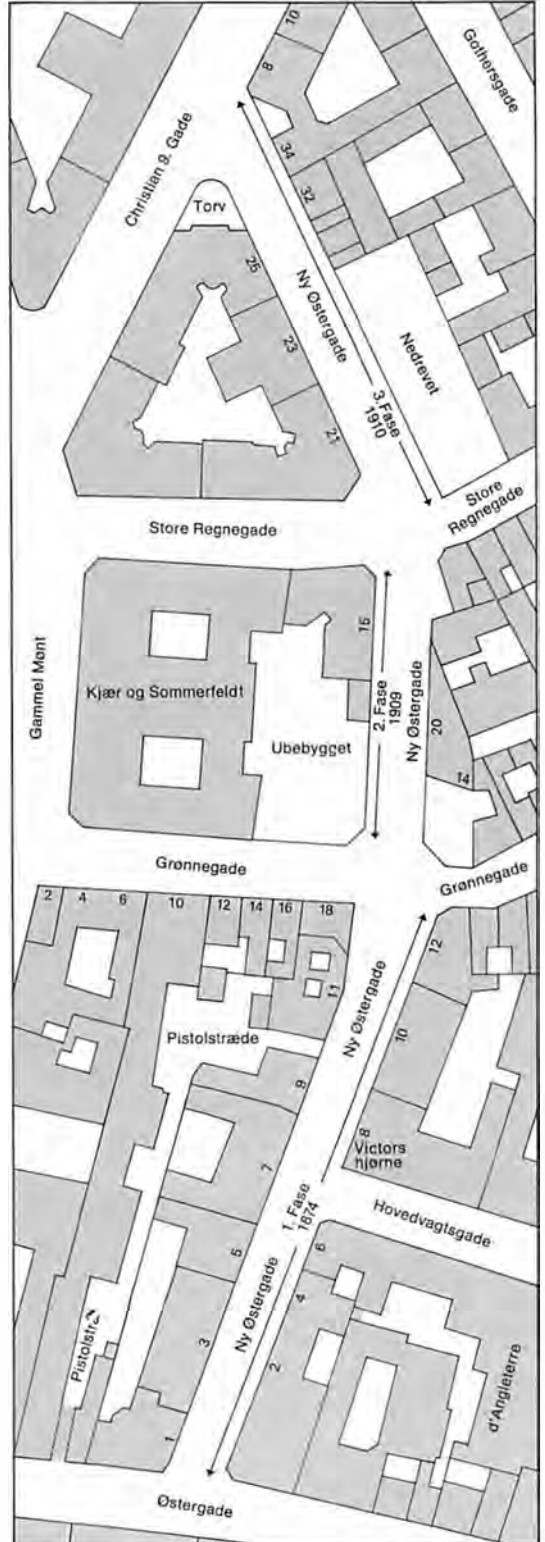 10
8
Gothersgade
Christian 9. Gade
34
32
Torv
25
Ny Østergade
Nedrevet
23
3. Fase
1910
21
Store
Regnegade
Store Regnegade
Gammel Mønt
15
Kjær og Sommerfeldt
2. Fase
1909
Ny Østergade
20
Ubebygget
14
Grønnegade
Grønnegade
2
4
6
10
12
14
16
18
12
11
Ny Østergade
10
Pistolstræde
9
8
Victors
hjørne
7
1. Fase
1874
Hovedvagtsgade
5
6
4
Ny Østergade
3
2
d'Angleterre
1
Østergade